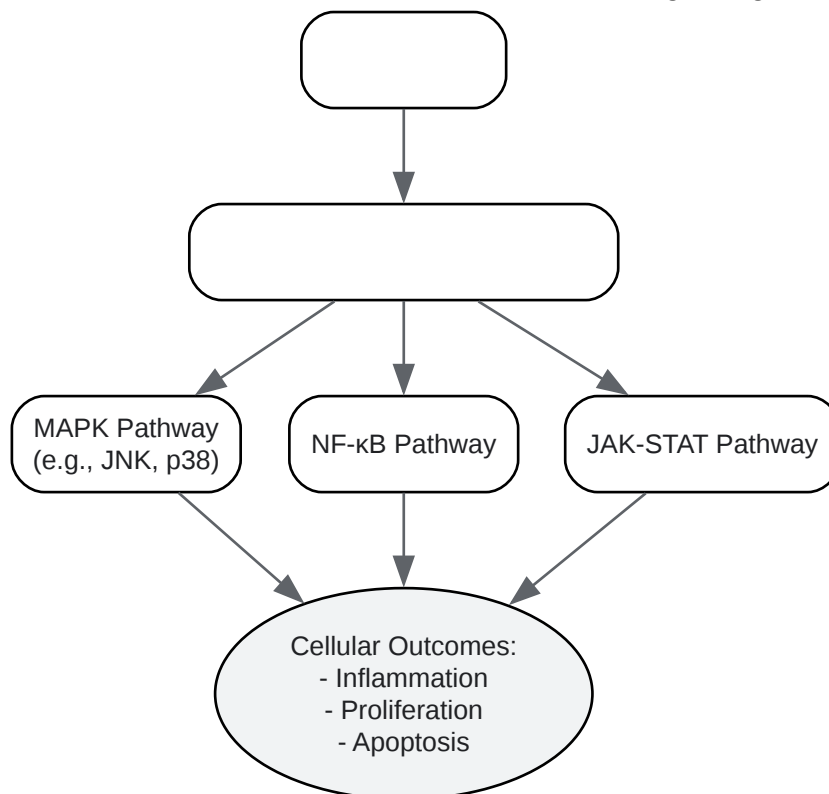 MAPK Pathway
(e.g., JNK, p38)
NF-κB Pathway
JAK-STAT Pathway
Cellular Outcomes:
- Inflammation
- Proliferation
- Apoptosis